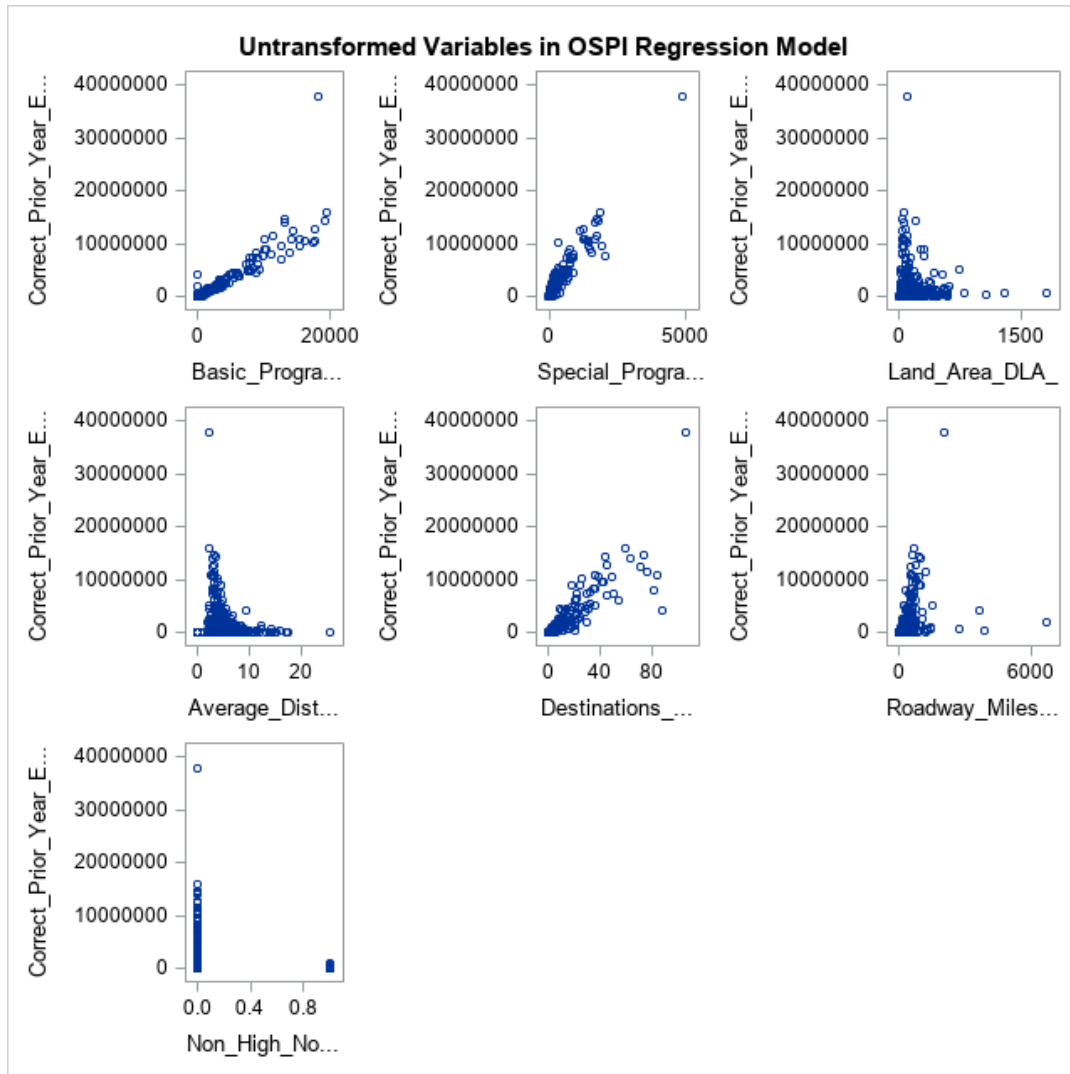 Untransformed Variables in OSPI Regression Model
Correct_Prior_Year_E...
40000000
30000000
20000000
10000000
0
0 20000
Basic_Progra...
Correct_Prior_Year_E...
40000000
30000000
20000000
10000000
0
0 5000
Special_Progra...
Correct_Prior_Year_E...
40000000
30000000
20000000
10000000
0
0 1500
Land_Area_DLA_
Correct_Prior_Year_E...
40000000
30000000
20000000
10000000
0
0 10 20
Average_Dist...
Correct_Prior_Year_E...
40000000
30000000
20000000
10000000
0
0 40 80
Destinations_...
Correct_Prior_Year_E...
40000000
30000000
20000000
10000000
0
0 6000
Roadway_Miles...
Correct_Prior_Year_E...
40000000
30000000
20000000
10000000
0
0.0 0.4 0.8
Non_High_No...